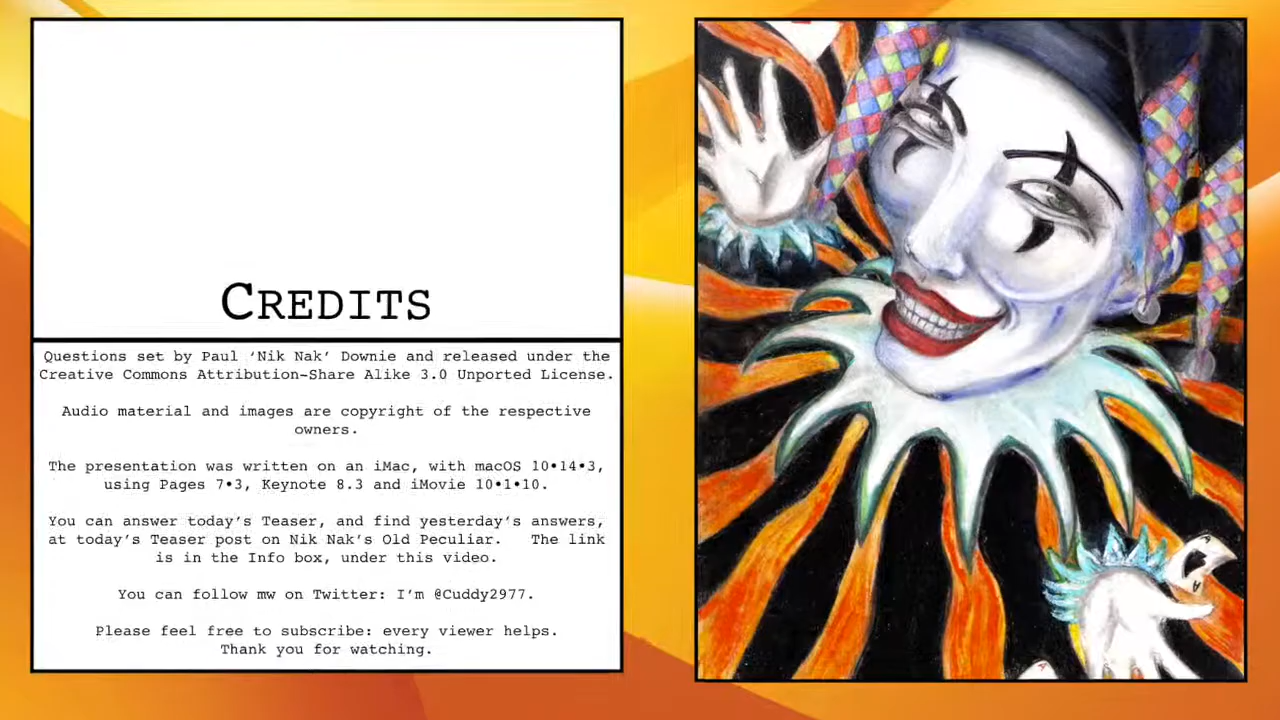 CREDITS
Questions set by Paul ‘Nik Nak’ Downie and released under the
Creative Commons Attribution-Share Alike 3.0 Unported License.
Audio material and images are copyright of the respective
owners.
The presentation was written on an iMac, with macOS 10•14•3,
using Pages 7•3, Keynote 8.3 and iMovie 10•1•10.
You can answer today’s Teaser, and find yesterday’s answers,
at today’s Teaser post on Nik Nak’s Old Peculiar. The link
is in the Info box, under this video.
You can follow mw on Twitter: I’m @Cuddy2977.
Please feel free to subscribe: every viewer helps.
Thank you for watching.